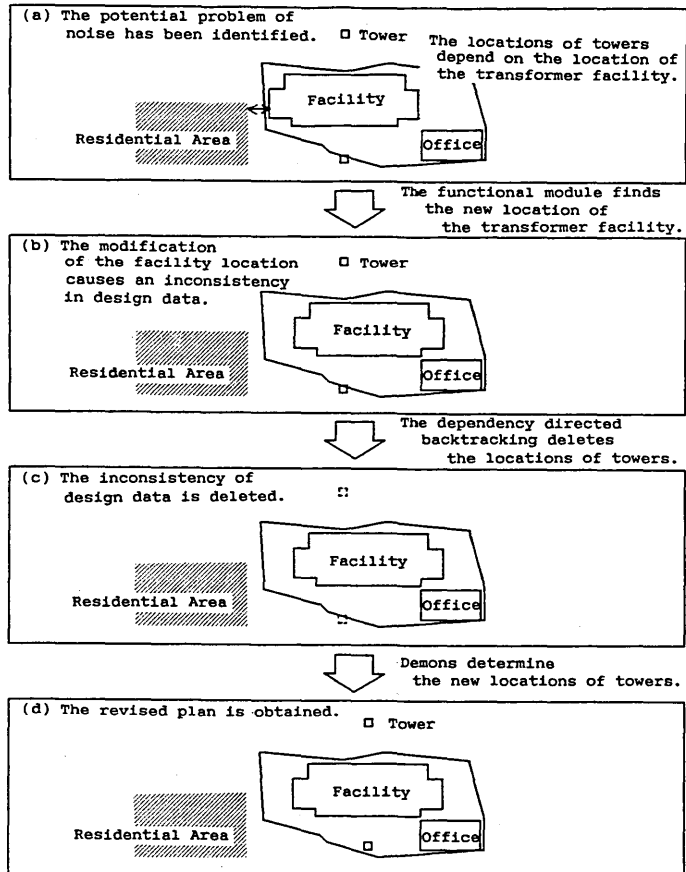 (a) The potential problem of
noise has been identified.
Tower
The locations of towers
depend on the location of
the transformer facility.
Facility
Residential Area
Office
The functional module finds
the new location of
the transformer facility.
(b) The modification
of the facility location
causes an inconsistency
in design data.
Tower
Facility
Residential Area
Office
The dependency directed
backtracking deletes
the locations of towers.
(c) The inconsistency of
design data is deleted.
Facility
Residential Area
Office
Demons determine
the new locations of towers.
(d) The revised plan is obtained.
Tower
Facility
Residential Area
Office